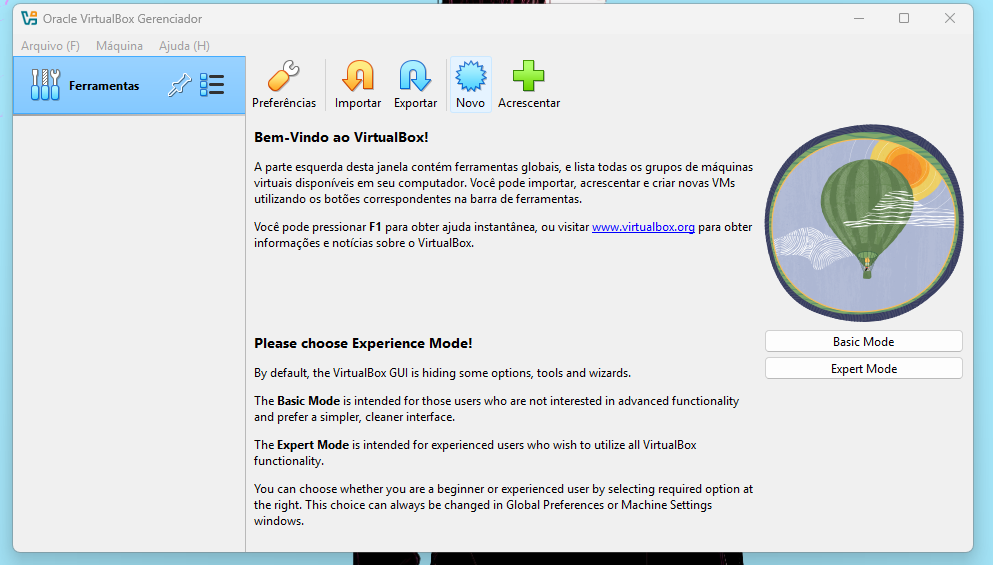 Oracle VirtualBox Gerenciador
Arquivo (F) Máquina Ajuda (H)
Ferramentas
Preferências Importar Exportar Novo Acrescentar
Bem-Vindo ao VirtualBox!
A parte esquerda desta janela contém ferramentas globais, e lista todas os grupos de máquinas
virtuais disponíveis em seu computador. Você pode importar, acrescentar e criar novas VMs
utilizando os botões correspondentes na barra de ferramentas.
Você pode pressionar F1 para obter ajuda instantânea, ou visitar www.virtualbox.org para obter
informações e notícias sobre o VirtualBox.
Please choose Experience Mode!
By default, the VirtualBox GUI is hiding some options, tools and wizards.
The Basic Mode is intended for those users who are not interested in advanced functionality
and prefer a simpler, cleaner interface.
The Expert Mode is intended for experienced users who wish to utilize all VirtualBox
functionality.
You can choose whether you are a beginner or experienced user by selecting required option at
the right. This choice can always be changed in Global Preferences or Machine Settings
windows.
Basic Mode
Expert Mode